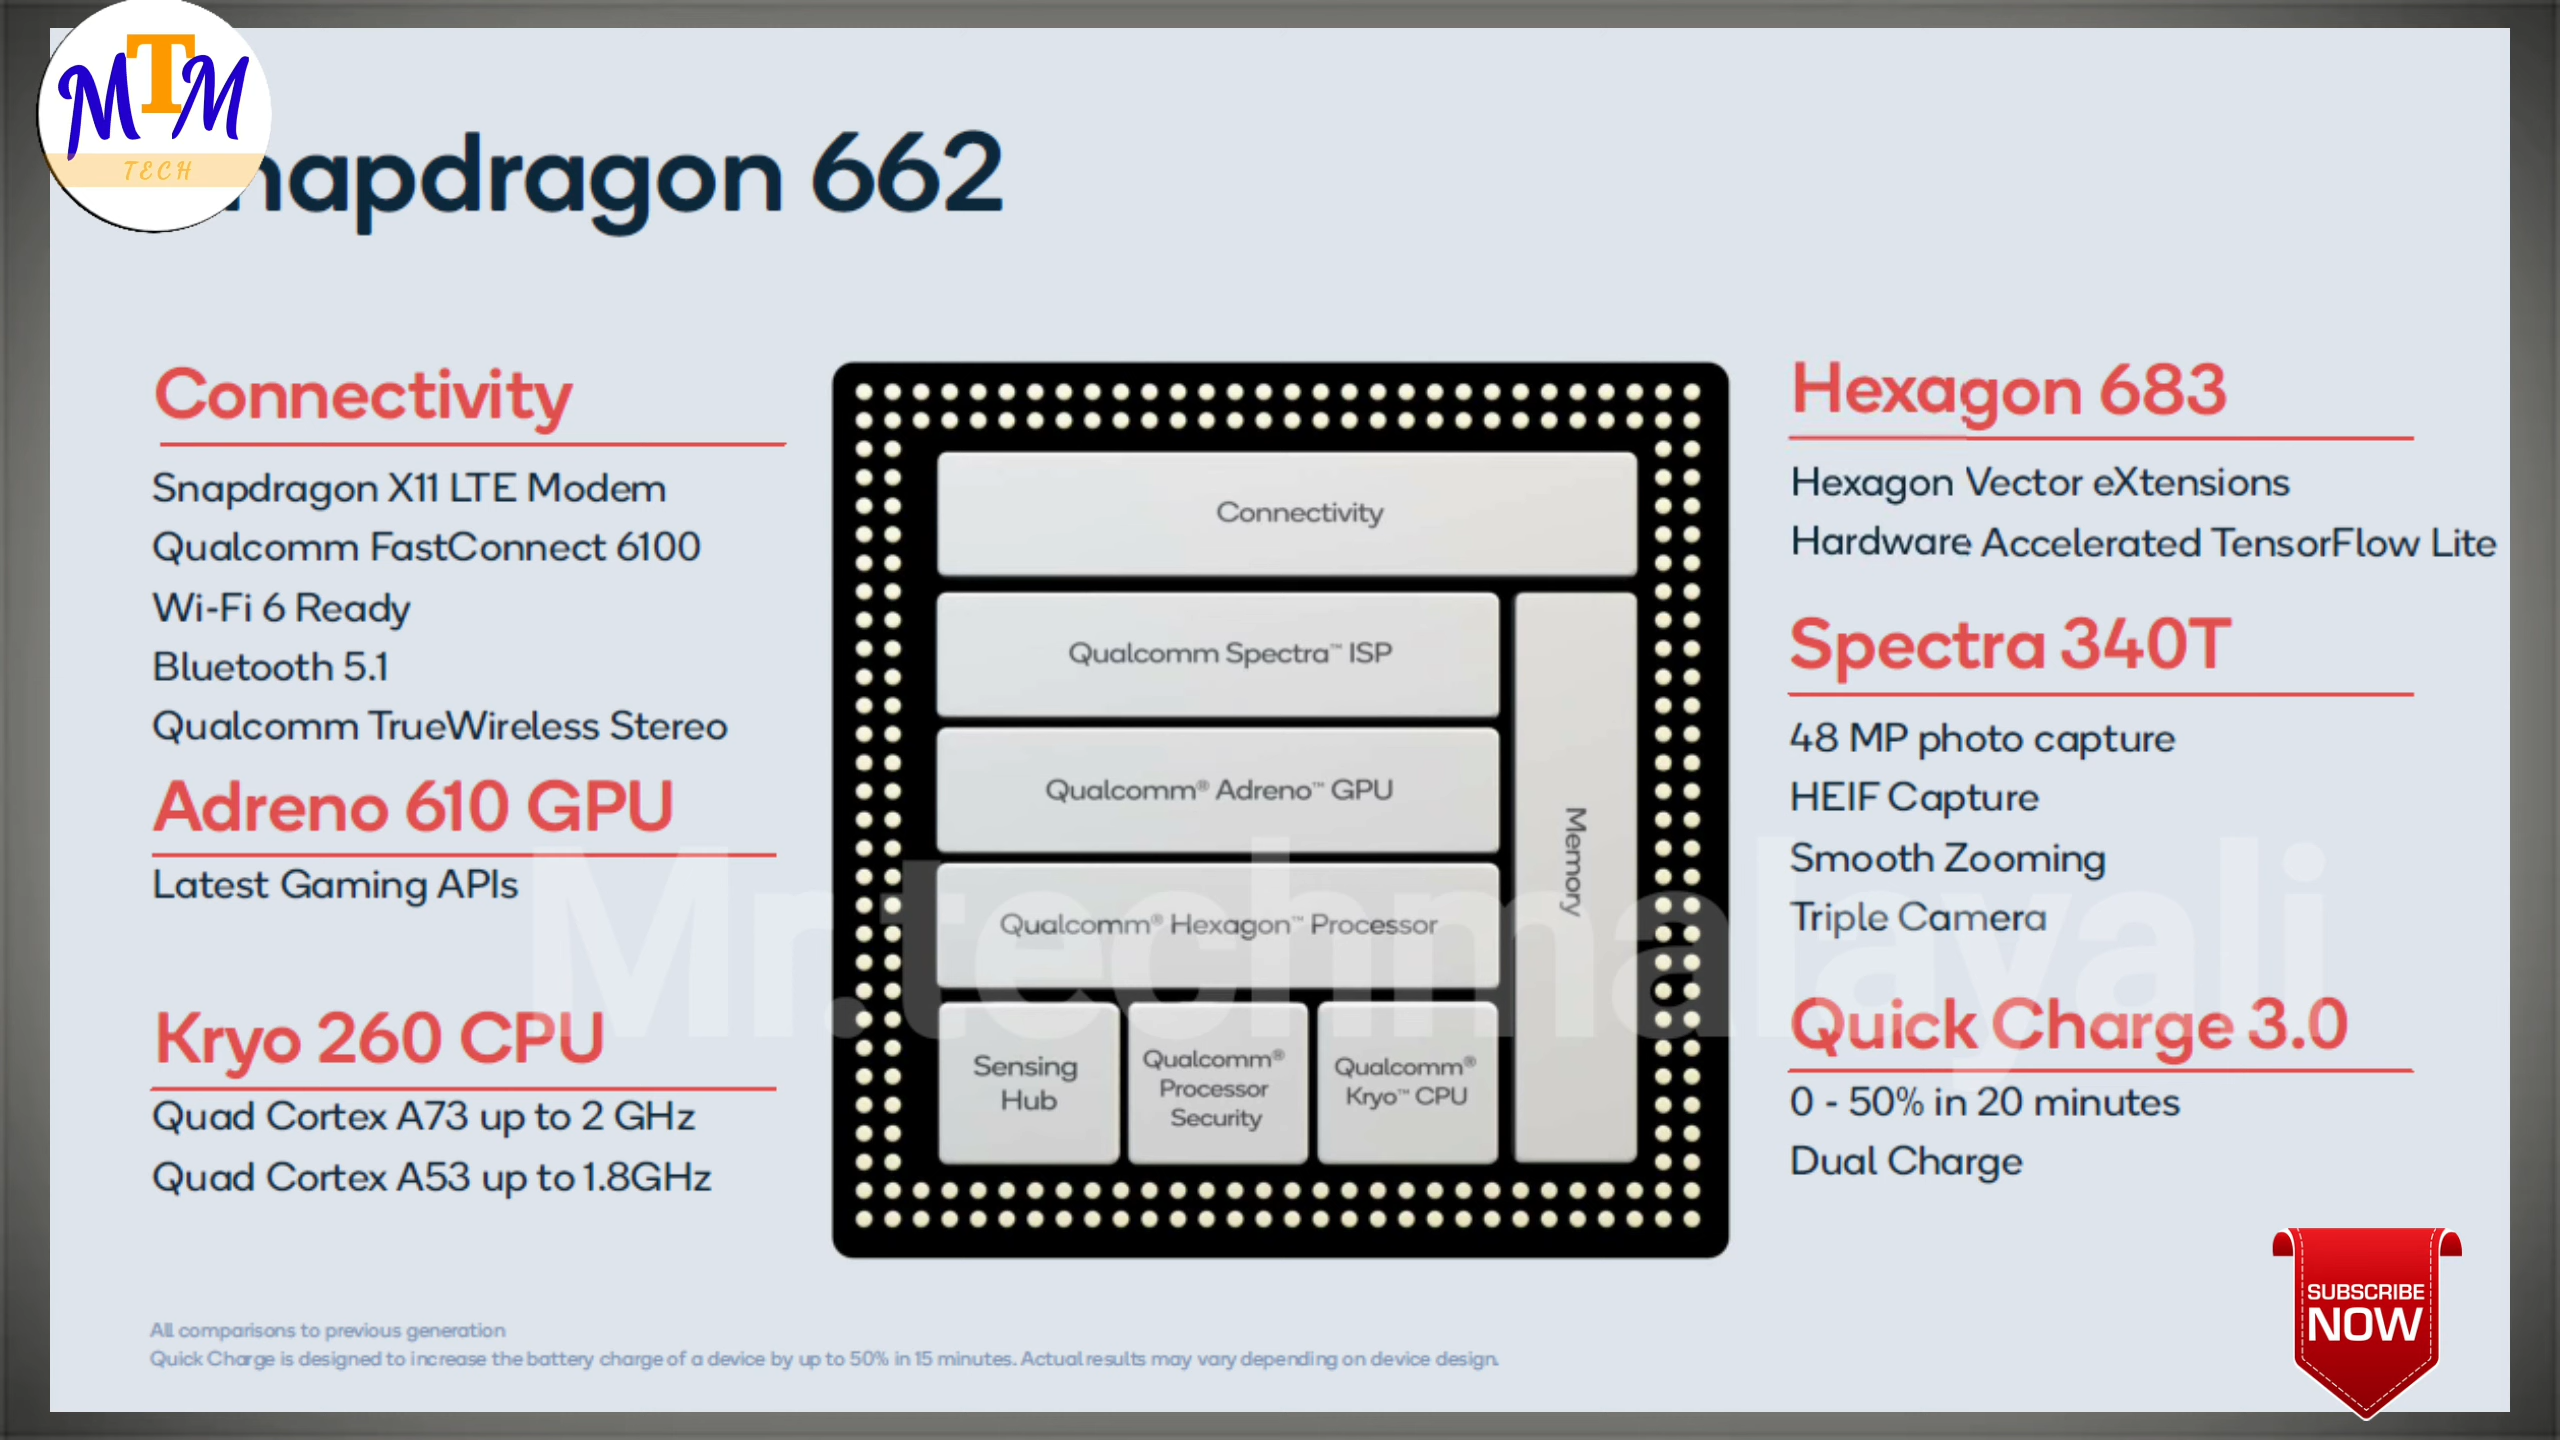 MTM
TECH
napdragon 662
Connectivity
Snapdragon X11 LTE Modem
Qualcomm FastConnect 6100
Wi-Fi 6 Ready
Bluetooth 5.1
Qualcomm TrueWireless Stereo
Adreno 610 GPU
Latest Gaming APIs
Kryo 260 CPU
Quad Cortex A73 up to 2 GHz
Quad Cortex A53 up to 1.8GHz
Connectivity
Qualcomm Spectra™ ISP
Qualcomm® Adreno™ GPU
Qualcomm® Hexagon™ Processor
Memory
Sensing
Hub
Qualcomm®
Processor
Security
Qualcomm®
Kryo™ CPU
Mr.techmalayali
Hexagon 683
Hexagon Vector eXtensions
Hardware Accelerated TensorFlow Lite
Spectra 340T
48 MP photo capture
HEIF Capture
Smooth Zooming
Triple Camera
Quick Charge 3.0
0 - 50% in 20 minutes
Dual Charge
All comparisons to previous generation
Quick Charge is designed to increase the battery charge of a device by up to 50% in 15 minutes. Actual results may vary depending on device design.
SUBSCRIBE
NOW